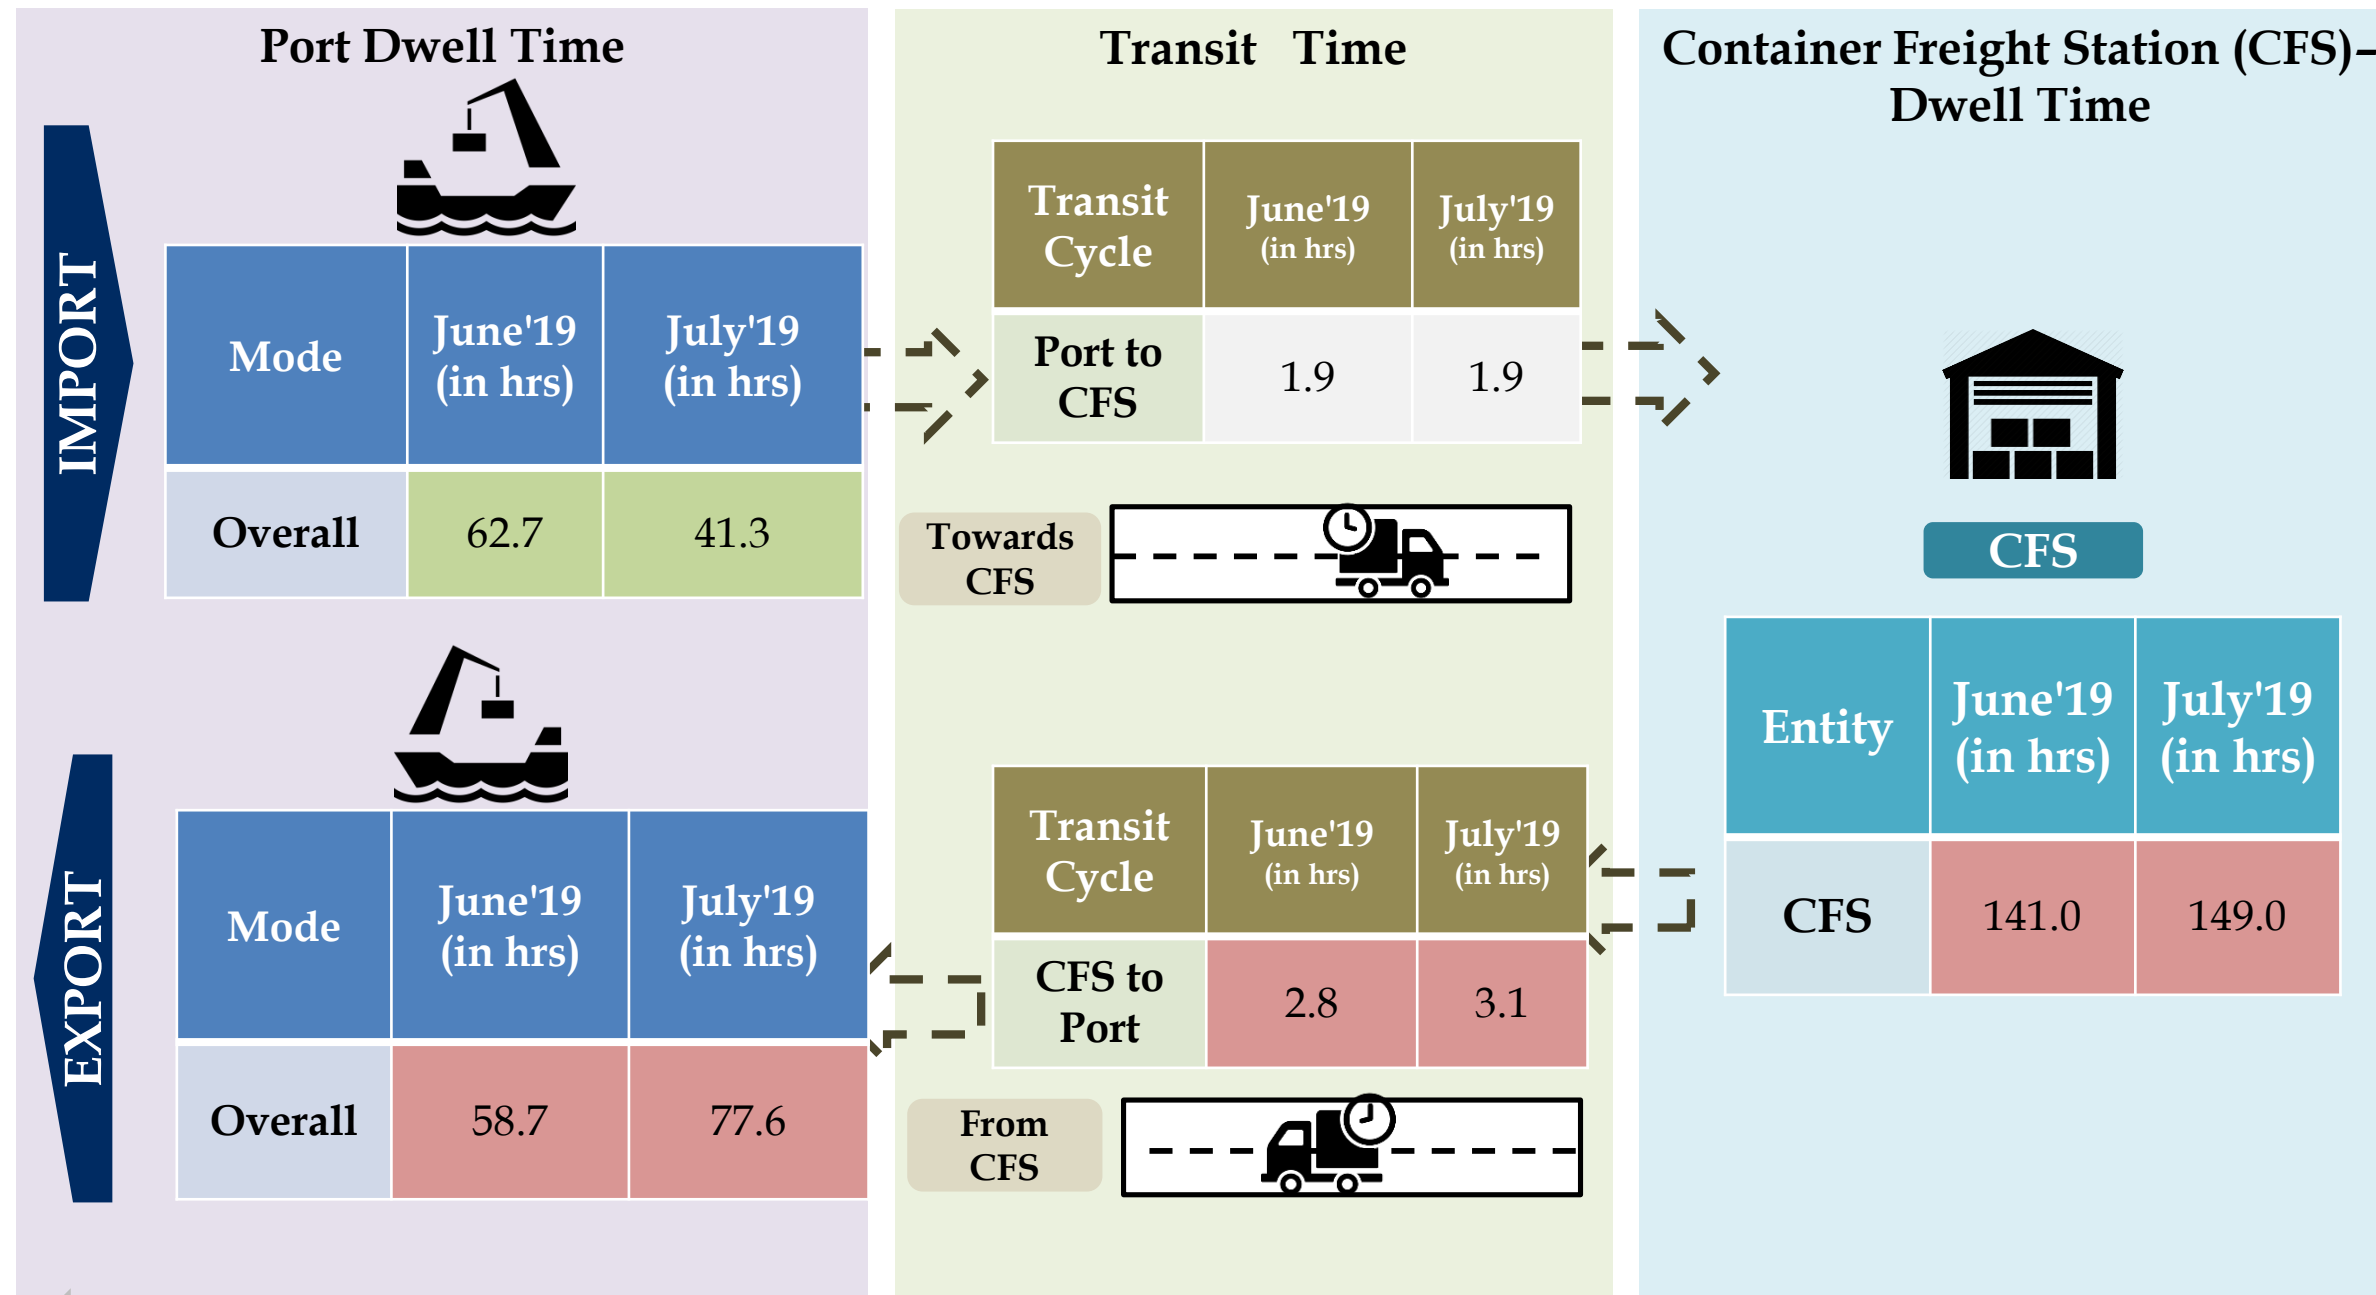 Port Dwell Time
IMPORT
Mode
June'19
(in hrs)
July'19
(in hrs)
Overall
62.7
41.3
EXPORT
Mode
June'19
(in hrs)
July'19
(in hrs)
Overall
58.7
77.6
Transit Time
Transit
Cycle
June'19
(in hrs)
July'19
(in hrs)
Port to
CFS
1.9
1.9
Towards
CFS
Transit
Cycle
June'19
(in hrs)
July'19
(in hrs)
CFS to
Port
2.8
3.1
From
CFS
Container Freight Station (CFS)–
Dwell Time
CFS
Entity
June'19
(in hrs)
July'19
(in hrs)
CFS
141.0
149.0